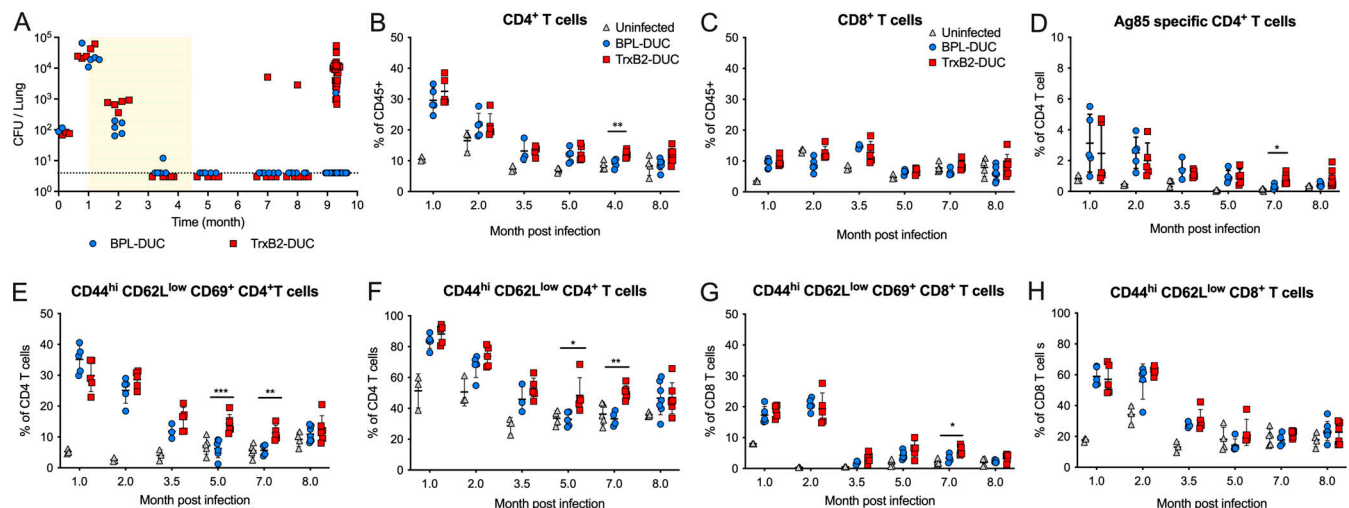 A
CFU / Lung
10⁵
10⁴
10³
10²
10¹
10⁰
0 1 2 3 4 5 6 7 8 9 10
Time (month)
BPL-DUC TrxB2-DUC
B
CD4⁺ T cells
Uninfected
BPL-DUC
TrxB2-DUC
% of CD45+
50
40
30
20
10
0
**
1.0 2.0 3.5 5.0 4.0 8.0
Month post infection
C
CD8⁺ T cells
Uninfected
BPL-DUC
TrxB2-DUC
% of CD45+
50
40
30
20
10
0
1.0 2.0 3.5 5.0 7.0 8.0
Month post infection
D
Ag85 specific CD4⁺ T cells
% of CD4 T cell
10
8
6
4
2
0
*
1.0 2.0 3.5 5.0 7.0 8.0
Month post infection
E
CD44ʰⁱ CD62Lˡᵒʷ CD69⁺ CD4⁺T cells
% of CD4 T cells
50
40
30
20
10
0
***
**
1.0 2.0 3.5 5.0 7.0 8.0
Month post infection
F
CD44ʰⁱ CD62Lˡᵒʷ CD4⁺ T cells
% of CD4 T cells
100
80
60
40
20
0
*
**
1.0 2.0 3.5 5.0 7.0 8.0
Month post infection
G
CD44ʰⁱ CD62Lˡᵒʷ CD69⁺ CD8⁺ T cells
% of CD8 T cells
50
40
30
20
10
0
*
1.0 2.0 3.5 5.0 7.0 8.0
Month post infection
H
CD44ʰⁱ CD62Lˡᵒʷ CD8⁺ T cells
% of CD8 T cell s
100
80
60
40
20
0
1.0 2.0 3.5 5.0 7.0 8.0
Month post infection